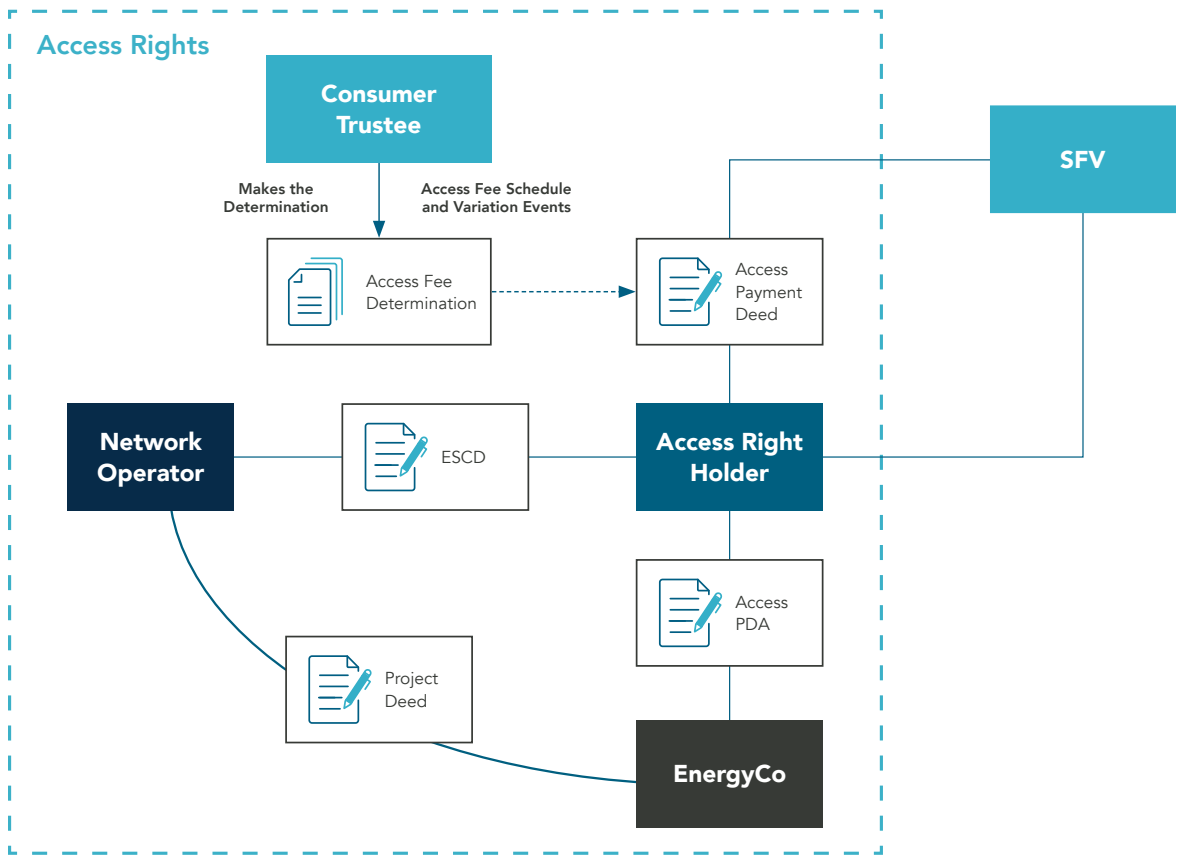 Access Rights
Consumer
Trustee
SFV
Makes the
Determination
Access Fee Schedule
and Variation Events
Access Fee
Determination
Access
Payment
Deed
Network
Operator
ESCD
Access Right
Holder
Access
PDA
Project
Deed
EnergyCo